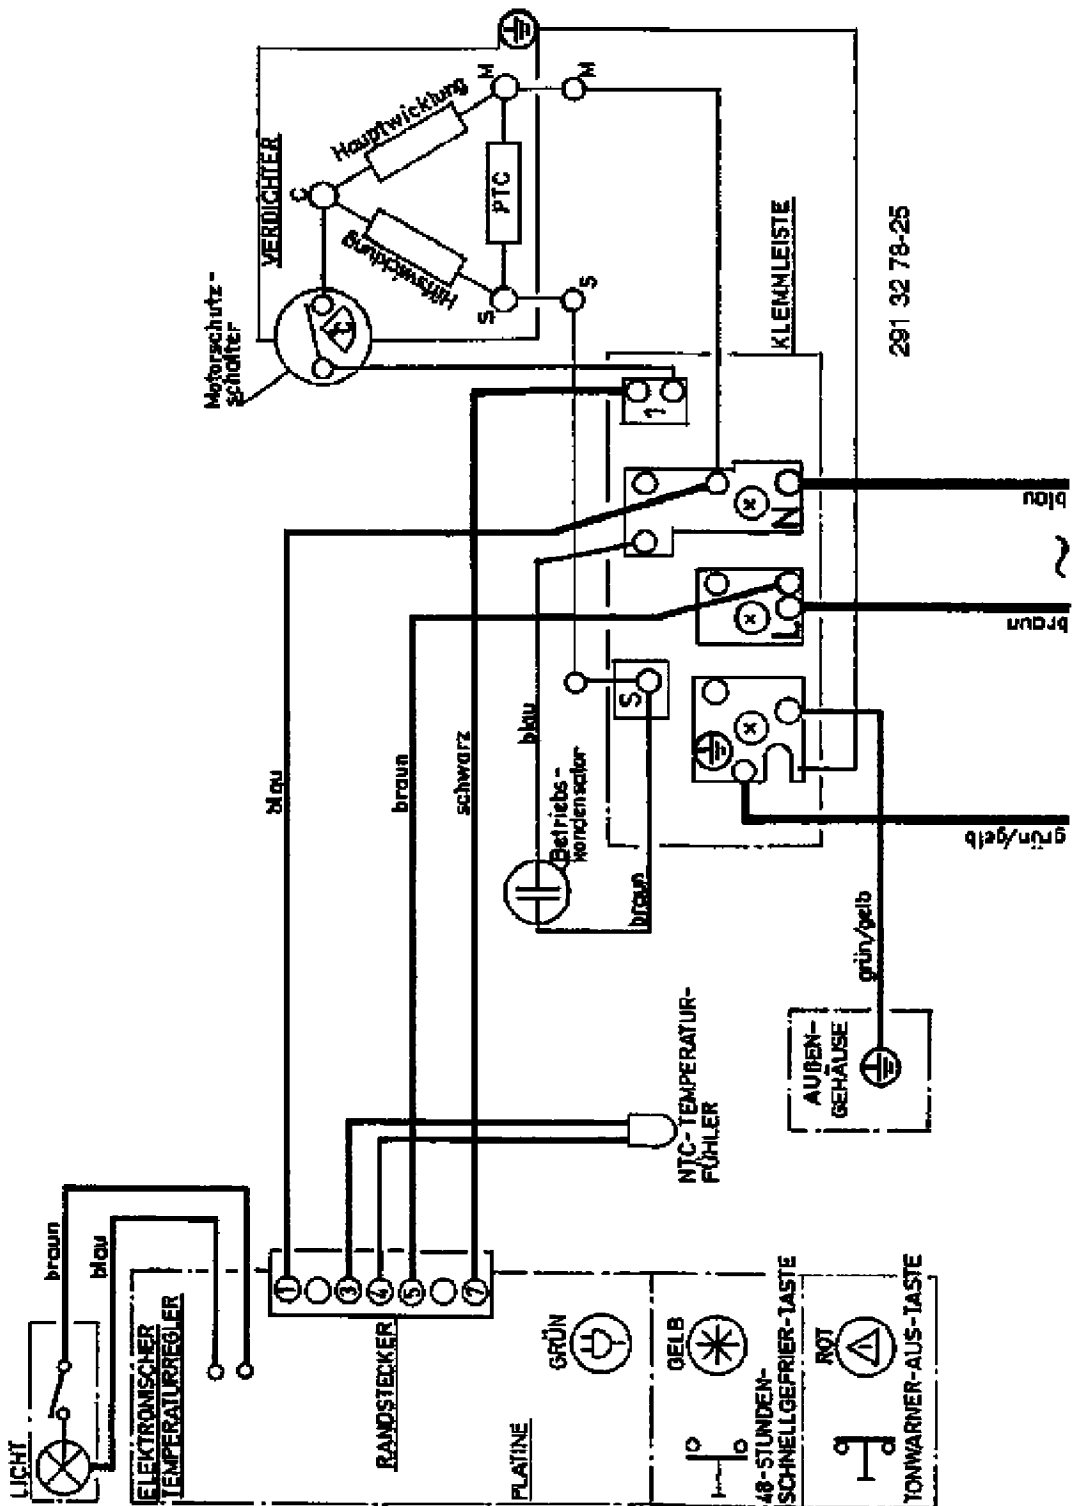 M
M
Hauptwicklung
VERDICHTER
C
PTC
Hilfswicklung
S
S
Motorschutz-
schalter
°C
KLEMMLEISTE
291 32 78-25
1
N
blau
~
L
braun
S
blau
braun
schwarz
blau
Betriebs-
kondensator
braun
grün/gelb
grün/gelb
AUßEN-
GEHÄUSE
NTC-TEMPERATUR-
FÜHLER
braun
blau
1
3
4
5
7
LICHT
ELEKTRONISCHER
TEMPERATURREGLER
RANDSTECKER
PLATINE
GRÜN
GELB
48-STUNDEN-
SCHNELLGEFRIER-TASTE
ROT
TONWARNER-AUS-TASTE